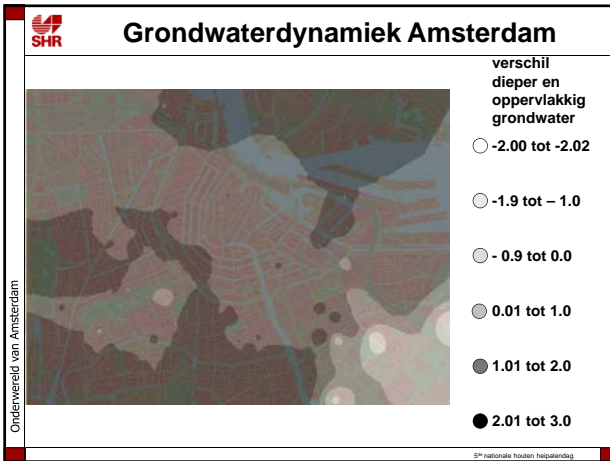 SHR
Grondwaterdynamiek Amsterdam
verschil
dieper en
oppervlakkig
grondwater
-2.00 tot -2.02
-1.9 tot – 1.0
- 0.9 tot 0.0
0.01 tot 1.0
1.01 tot 2.0
2.01 tot 3.0
Onderwereld van Amsterdam
5de nationale houten heipalendag